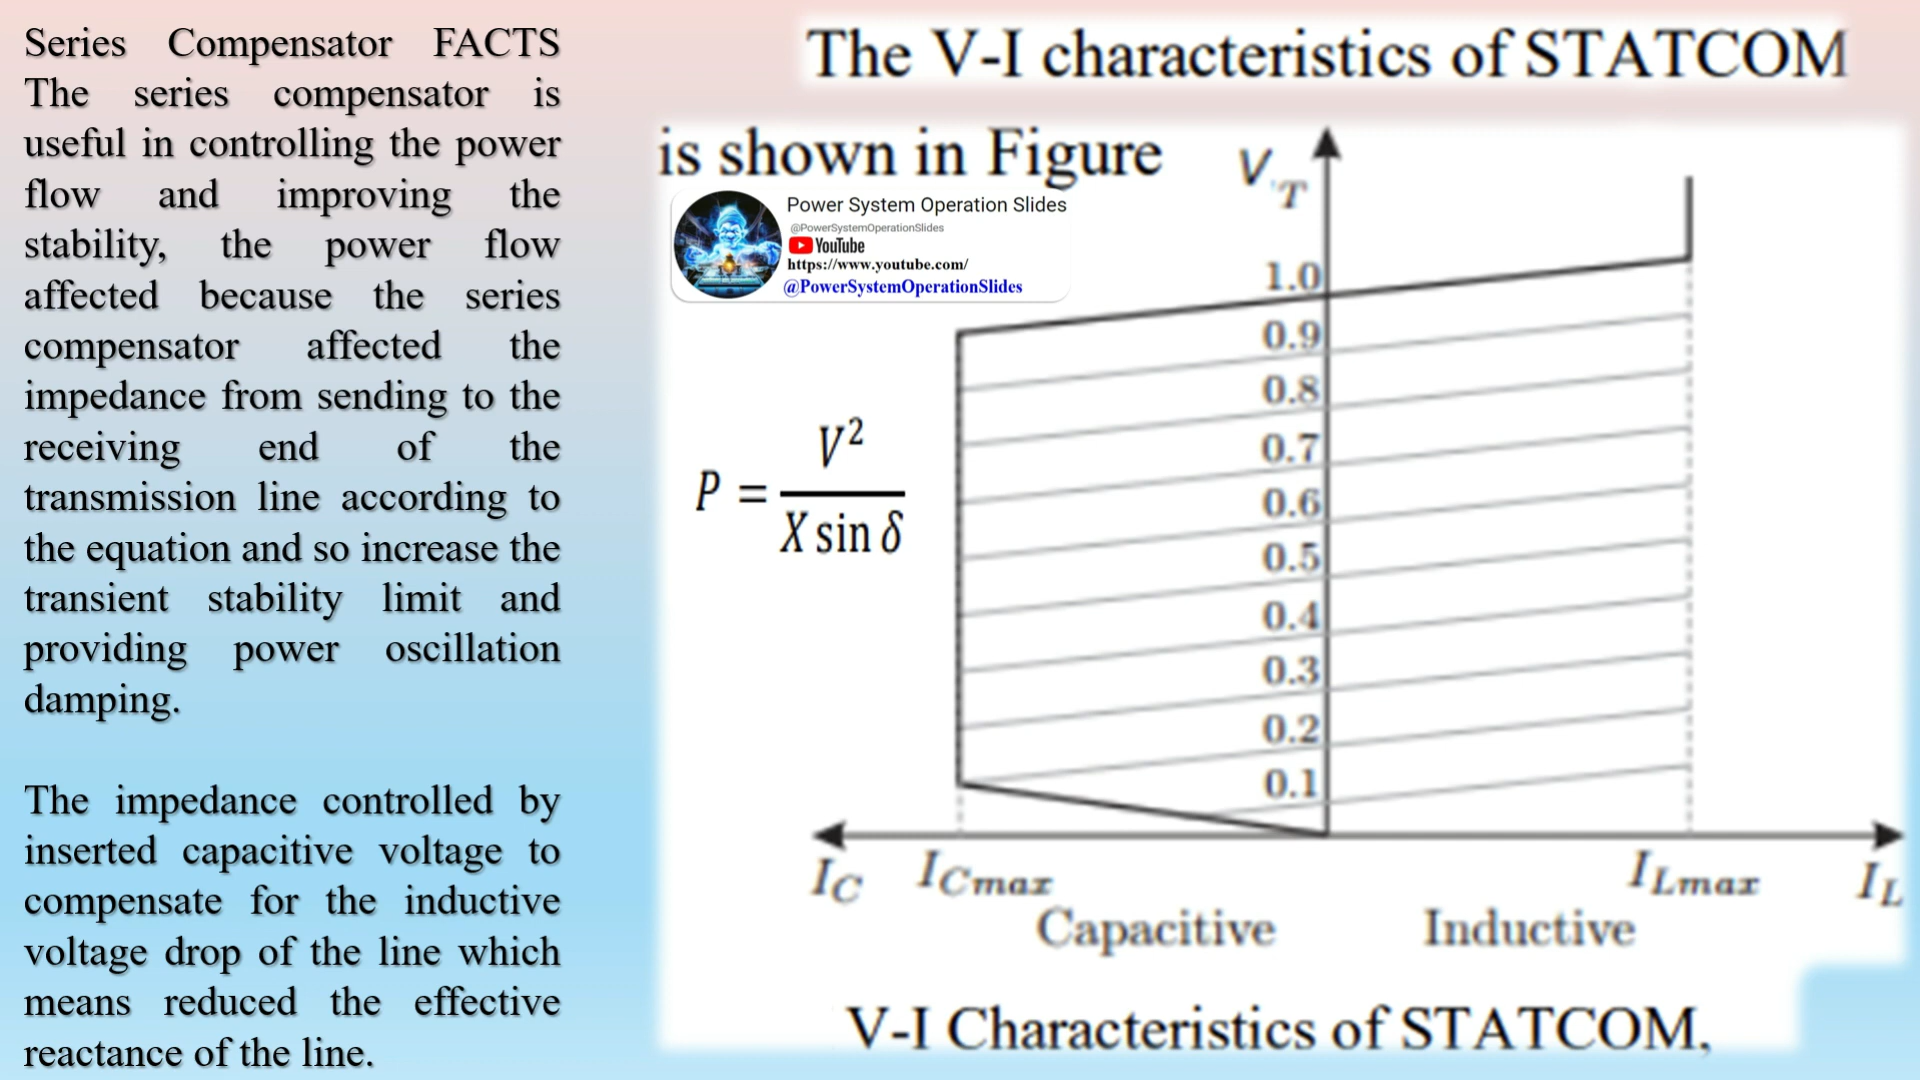 Series Compensator FACTS
The series compensator is
useful in controlling the power
flow and improving the
stability, the power flow
affected because the series
compensator affected the
impedance from sending to the
receiving end of the
transmission line according to
the equation and so increase the
transient stability limit and
providing power oscillation
damping.
The impedance controlled by
inserted capacitive voltage to
compensate for the inductive
voltage drop of the line which
means reduced the effective
reactance of the line.
The V-I characteristics of STATCOM
is shown in Figure
Power System Operation Slides
@PowerSystemOperationSlides
YouTube
https://www.youtube.com/
@PowerSystemOperationSlides
P = V² / X sin δ
V_T
1.0
0.9
0.8
0.7
0.6
0.5
0.4
0.3
0.2
0.1
I_C I_Cmax I_Lmax I_L
Capacitive Inductive
V-I Characteristics of STATCOM,